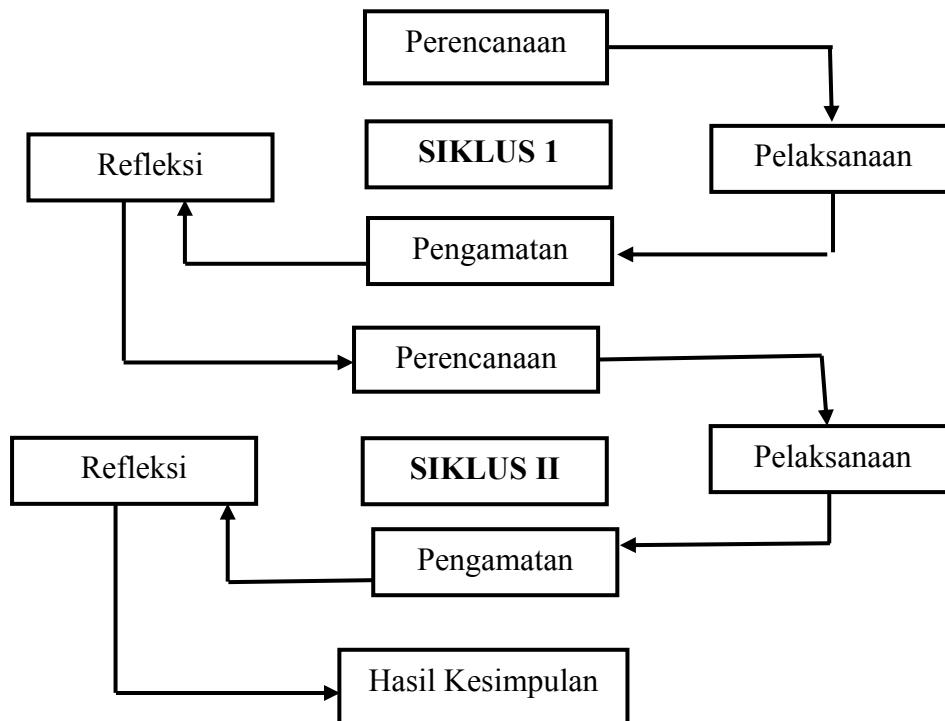 Perencanaan
Refleksi
SIKLUS 1
Pelaksanaan
Pengamatan
Perencanaan
Refleksi
SIKLUS II
Pelaksanaan
Pengamatan
Hasil Kesimpulan